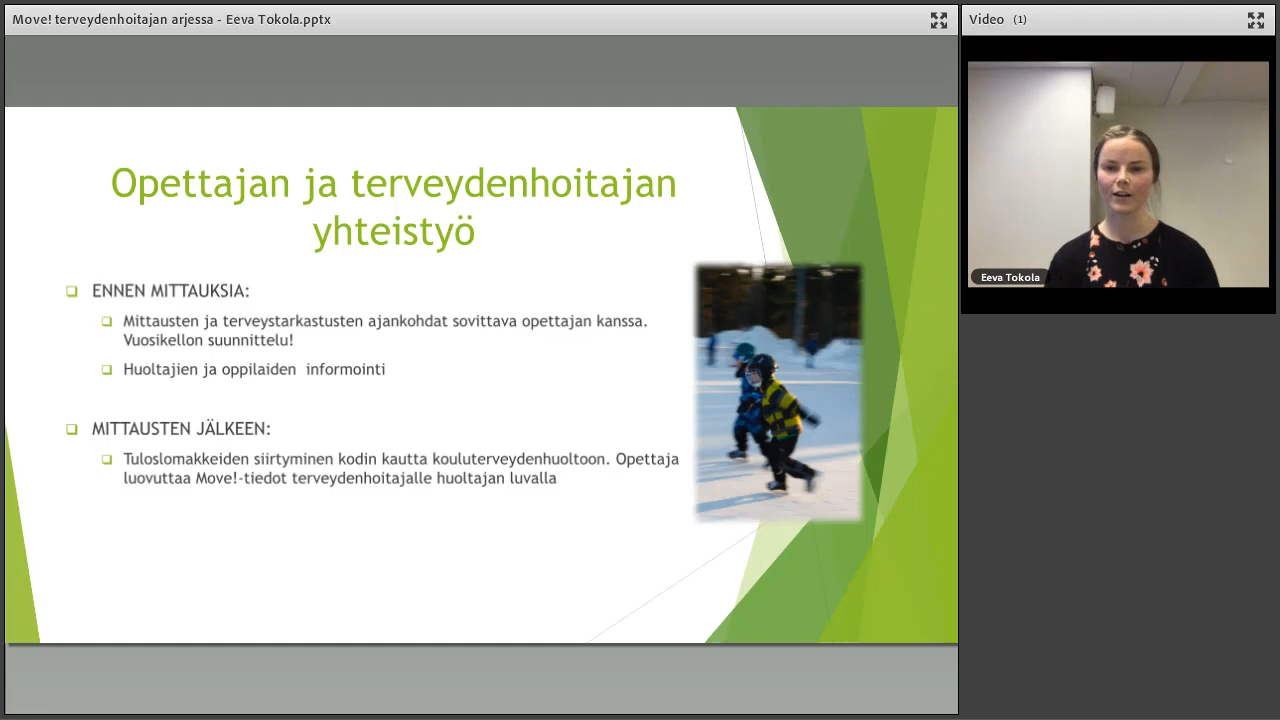 Move! terveydenhoitajan arjessa - Eeva Tokola.pptx
Video (1)
Opettajan ja terveydenhoitajan
yhteistyö
ENNEN MITTAUKSIA:
Mittausten ja terveystarkastusten ajankohdat sovittava opettajan kanssa.
Vuosikellon suunnittelu!
Huoltajien ja oppilaiden informointi
MITTAUSTEN JÄLKEEN:
Tuloslomakkeiden siirtyminen kodin kautta kouluterveydenhuoltoon. Opettaja
luovuttaa Move!-tiedot terveydenhoitajalle huoltajan luvalla
Eeva Tokola